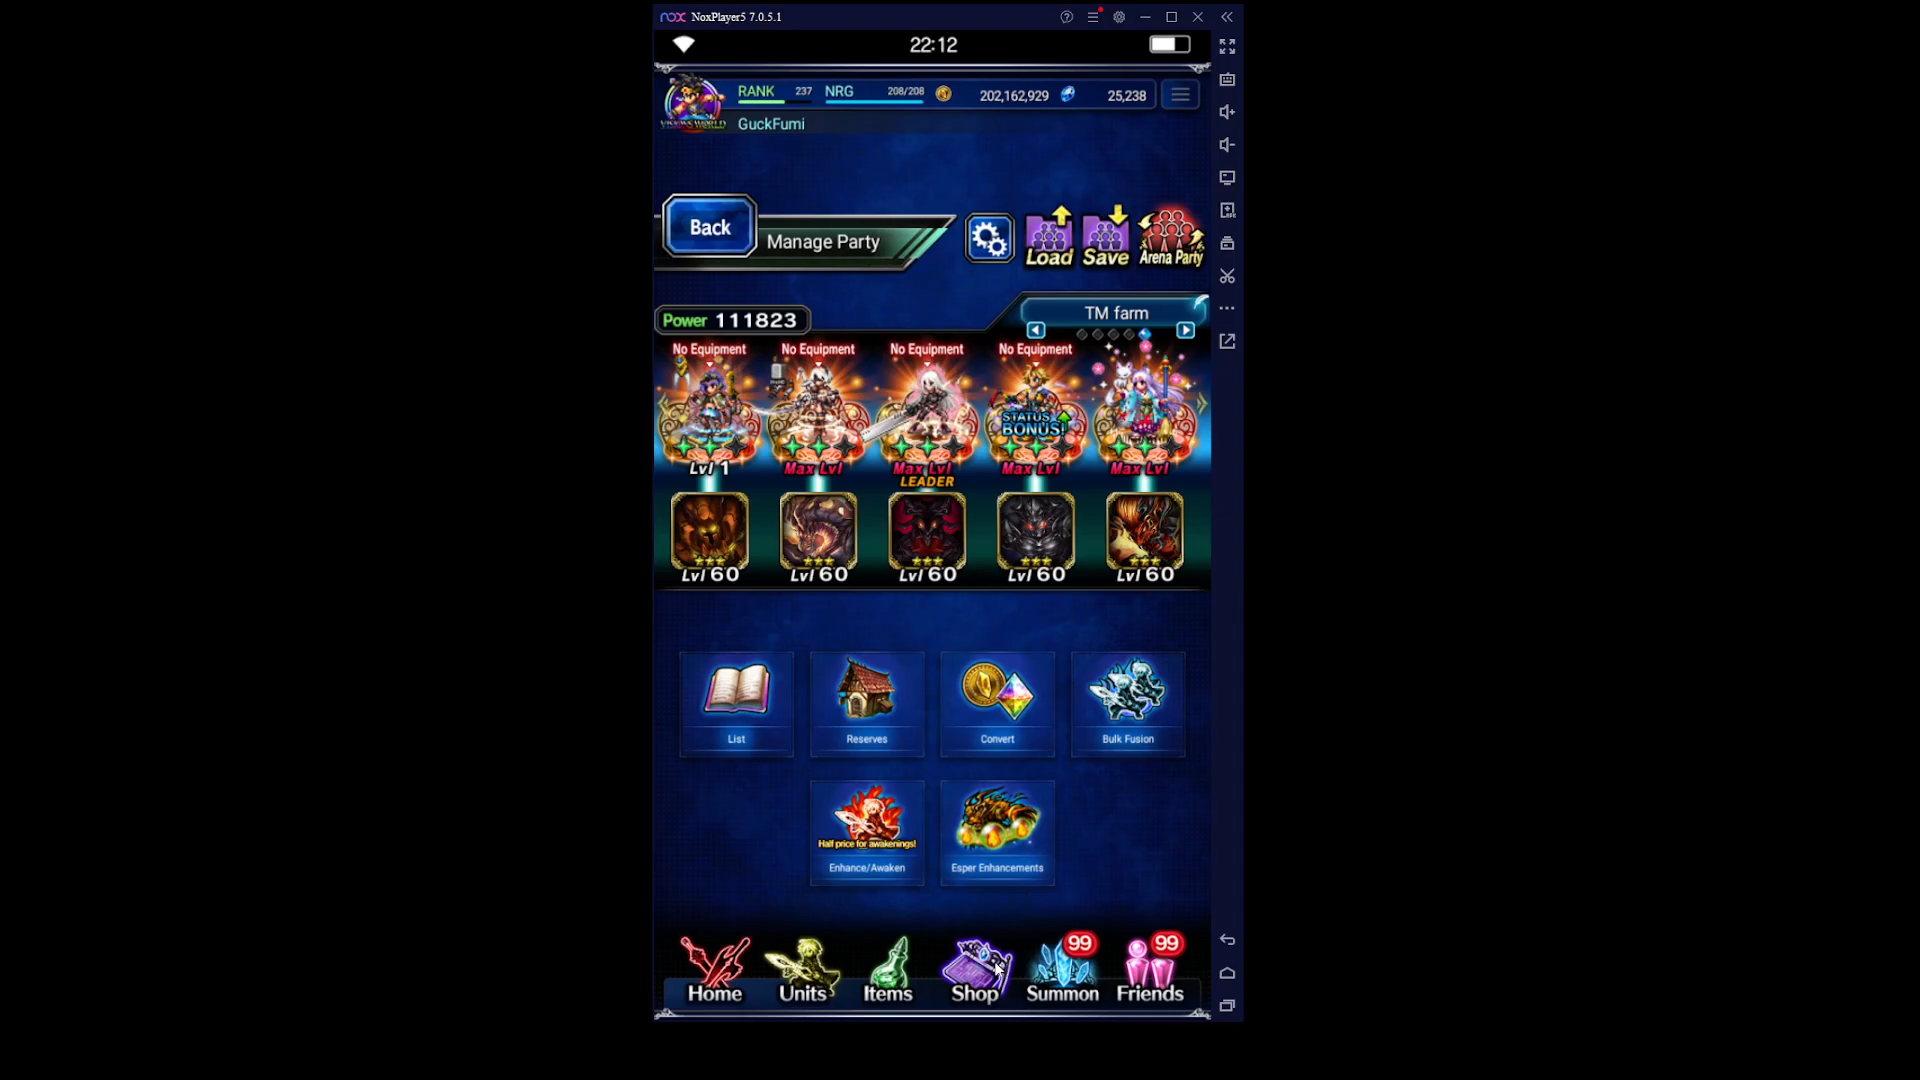 nox NoxPlayer5 7.0.5.1
22:12
RANK 237 NRG 208/208 202,162,929 25,238
VISIONS WORLD
GuckFumi
Back
Manage Party
Load
Save
Arena Party
Power 111823
TM farm
No Equipment No Equipment No Equipment No Equipment
STATUS BONUS!
Lvl 1 Max Lvl Max Lvl Max Lvl Max Lvl
LEADER
Lvl 60 Lvl 60 Lvl 60 Lvl 60 Lvl 60
List Reserves Convert Bulk Fusion
Half price for awakenings!
Enhance/Awaken Esper Enhancements
99 99
Home Units Items Shop Summon Friends